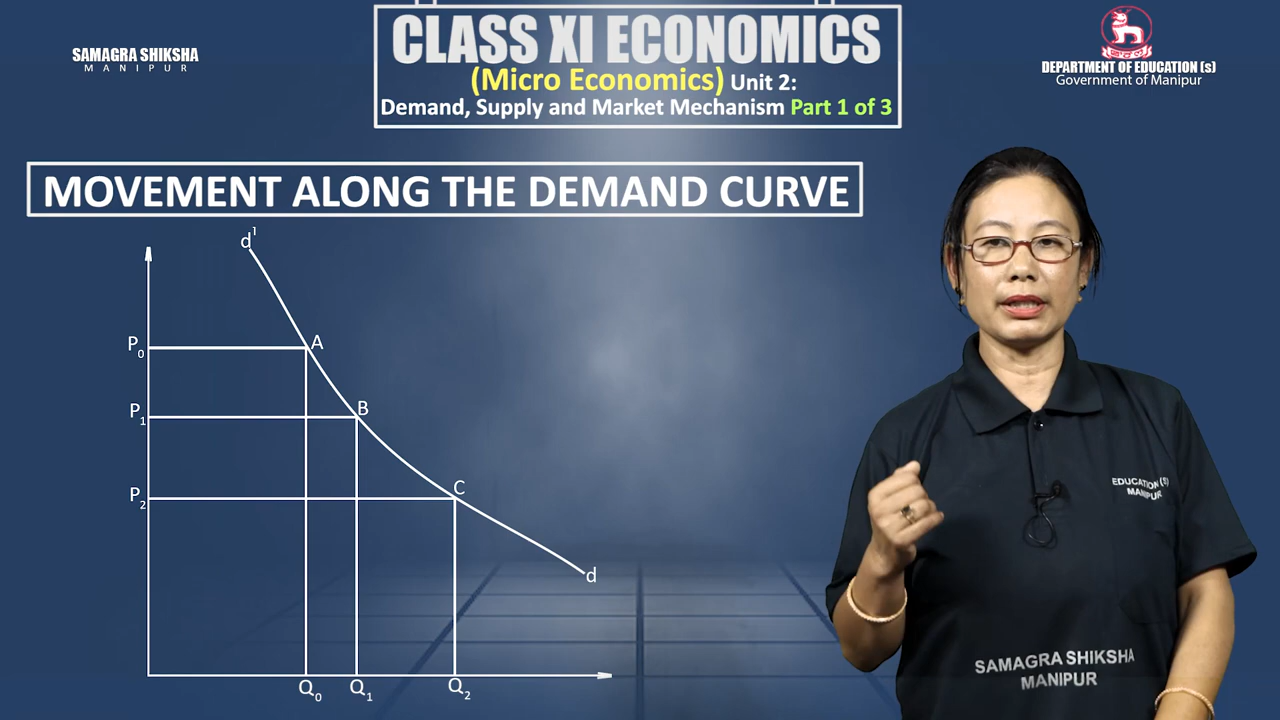 SAMAGRA SHIKSHA
MANIPUR
CLASS XI ECONOMICS
(Micro Economics) Unit 2:
Demand, Supply and Market Mechanism Part 1 of 3
DEPARTMENT OF EDUCATION (s)
Government of Manipur
MOVEMENT ALONG THE DEMAND CURVE
d¹
P₀
A
P₁
B
P₂
C
d
Q₀
Q₁
Q₂
EDUCATION (S)
MANIPUR
SAMAGRA SHIKSHA
MANIPUR